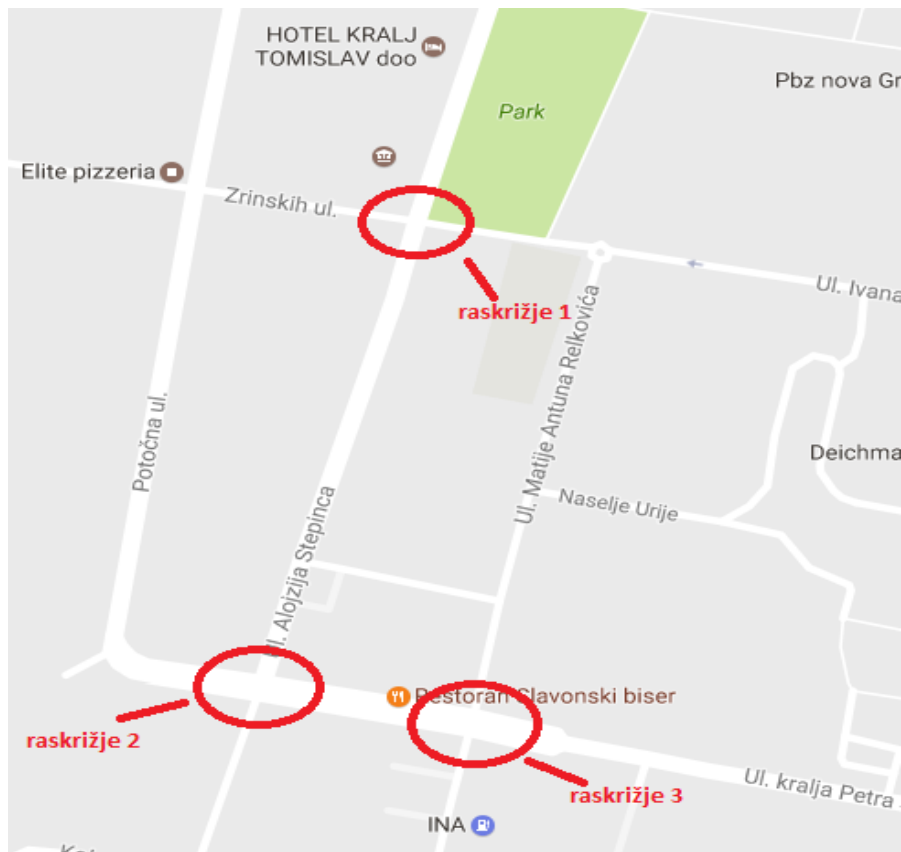 HOTEL KRALJ
TOMISLAV doo
Park
Pbz nova Gr
Elite pizzeria
Zrinskih ul.
Ul. Ivana
raskrižje 1
Ul. Matije Antuna Relkovića
Potočna ul.
Deichma
Naselje Urije
Ul. Alojzija Stepinca
Restoran Slavonski biser
raskrižje 2
Ul. kralja Petra
raskrižje 3
INA